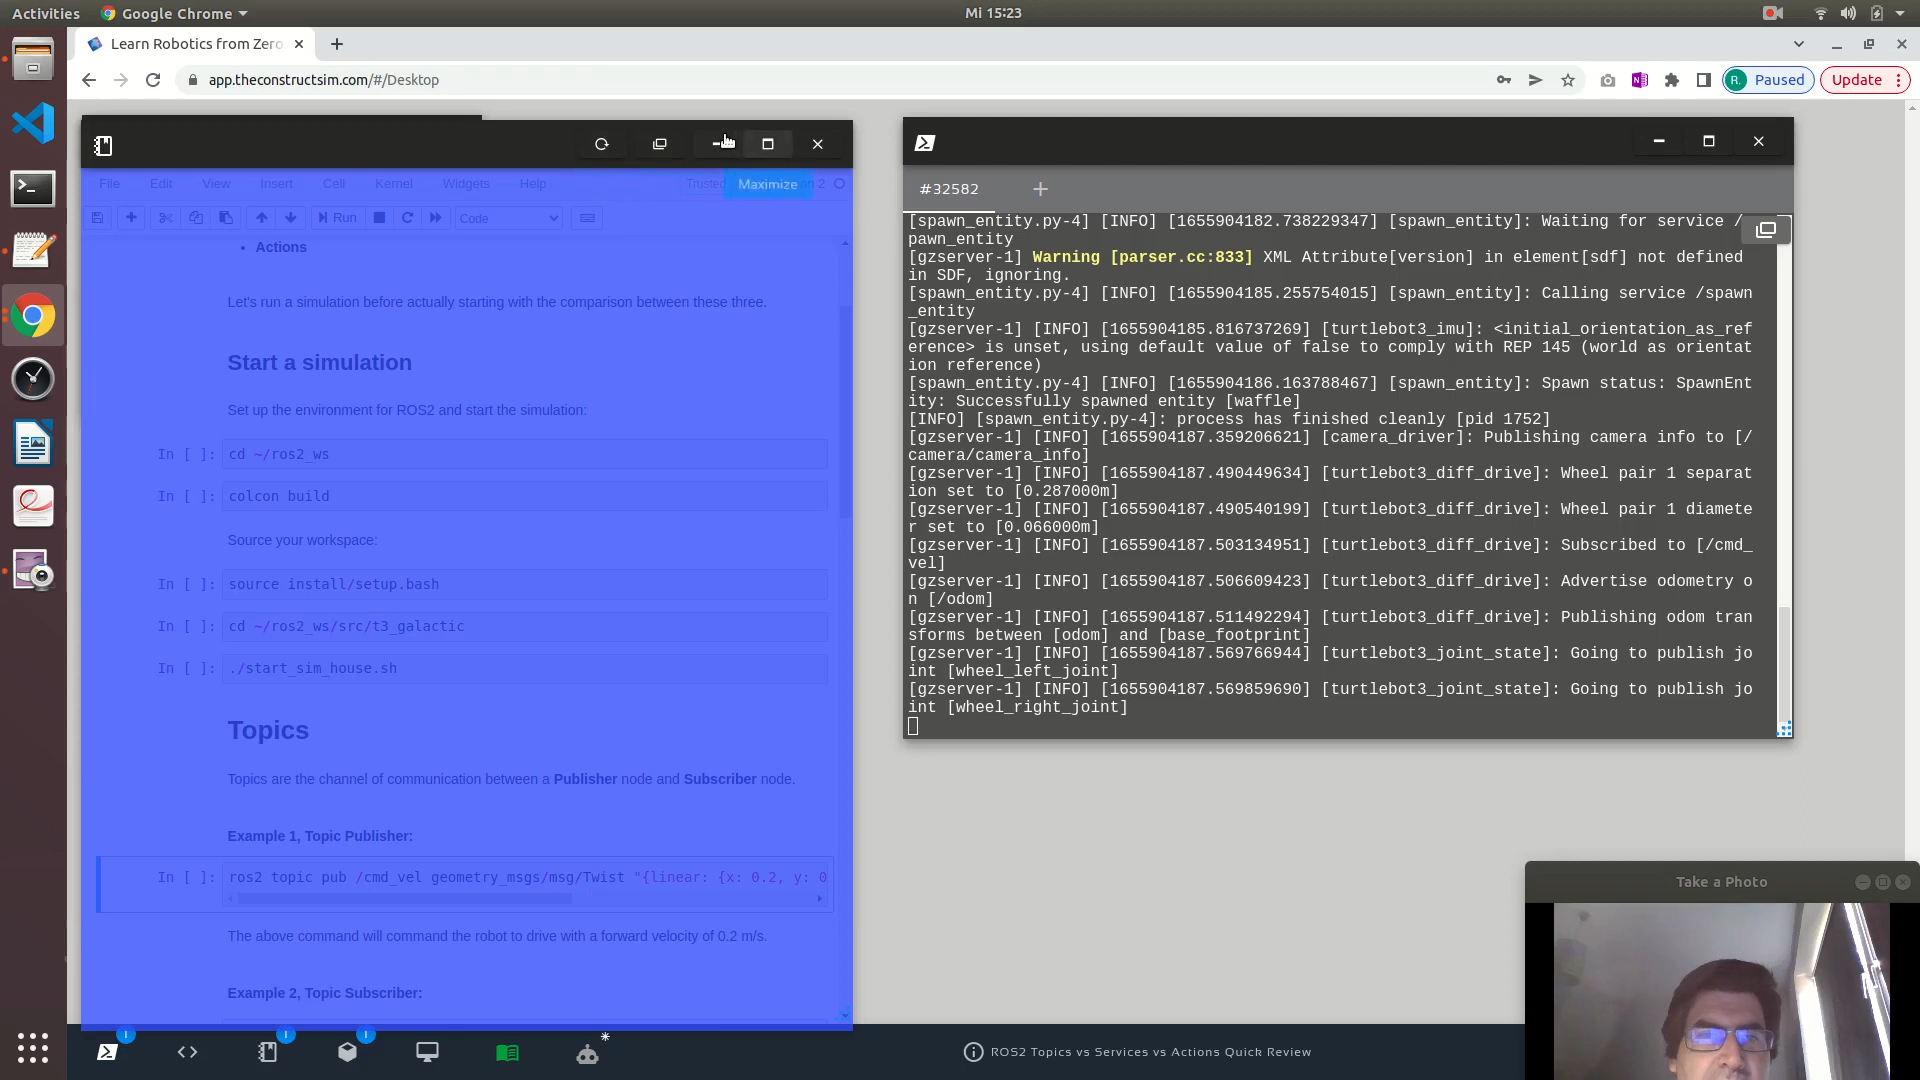 Activities
Google Chrome
Mi 15:23
Learn Robotics from Zero
app.theconstructsim.com/#/Desktop
R.
Paused
Update
File
Edit
View
Insert
Cell
Kernel
Widgets
Help
Trusted
Maximize
2
Run
Code
Actions
Let's run a simulation before actually starting with the comparison between these three.
Start a simulation
Set up the environment for ROS2 and start the simulation:
In [ ]: cd ~/ros2_ws
In [ ]: colcon build
Source your workspace:
In [ ]: source install/setup.bash
In [ ]: cd ~/ros2_ws/src/t3_galactic
In [ ]: ./start_sim_house.sh
Topics
Topics are the channel of communication between a Publisher node and Subscriber node.
Example 1, Topic Publisher:
In [ ]: ros2 topic pub /cmd_vel geometry_msgs/msg/Twist "{linear: {x: 0.2, y: 0
The above command will command the robot to drive with a forward velocity of 0.2 m/s.
Example 2, Topic Subscriber:
#32582
[spawn_entity.py-4] [INFO] [1655904182.738229347] [spawn_entity]: Waiting for service /
pawn_entity
[gzserver-1] Warning [parser.cc:833] XML Attribute[version] in element[sdf] not defined
in SDF, ignoring.
[spawn_entity.py-4] [INFO] [1655904185.255754015] [spawn_entity]: Calling service /spawn
_entity
[gzserver-1] [INFO] [1655904185.816737269] [turtlebot3_imu]: <initial_orientation_as_ref
erence> is unset, using default value of false to comply with REP 145 (world as orientat
ion reference)
[spawn_entity.py-4] [INFO] [1655904186.163788467] [spawn_entity]: Spawn status: SpawnEnt
ity: Successfully spawned entity [waffle]
[INFO] [spawn_entity.py-4]: process has finished cleanly [pid 1752]
[gzserver-1] [INFO] [1655904187.359206621] [camera_driver]: Publishing camera info to [/
camera/camera_info]
[gzserver-1] [INFO] [1655904187.490449634] [turtlebot3_diff_drive]: Wheel pair 1 separat
ion set to [0.287000m]
[gzserver-1] [INFO] [1655904187.490540199] [turtlebot3_diff_drive]: Wheel pair 1 diamete
r set to [0.066000m]
[gzserver-1] [INFO] [1655904187.503134951] [turtlebot3_diff_drive]: Subscribed to [/cmd_
vel]
[gzserver-1] [INFO] [1655904187.506609423] [turtlebot3_diff_drive]: Advertise odometry o
n [/odom]
[gzserver-1] [INFO] [1655904187.511492294] [turtlebot3_diff_drive]: Publishing odom tran
sforms between [odom] and [base_footprint]
[gzserver-1] [INFO] [1655904187.569766944] [turtlebot3_joint_state]: Going to publish jo
int [wheel_left_joint]
[gzserver-1] [INFO] [1655904187.569859690] [turtlebot3_joint_state]: Going to publish jo
int [wheel_right_joint]
Take a Photo
ROS2 Topics vs Services vs Actions Quick Review